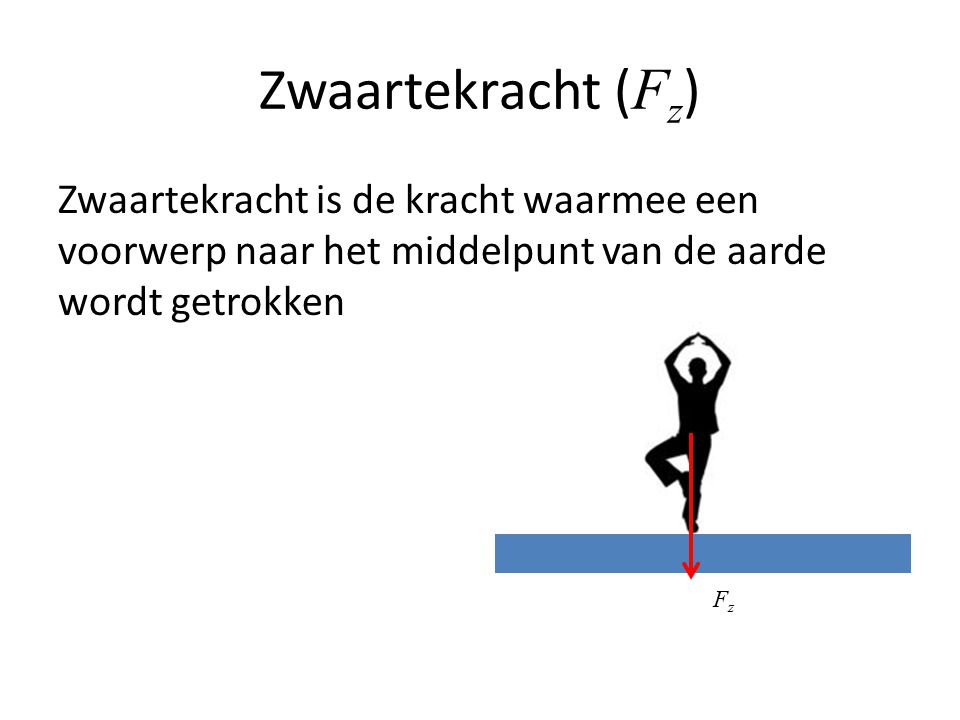 Zwaartekracht (Fz)
Zwaartekracht is de kracht waarmee een
voorwerp naar het middelpunt van de aarde
wordt getrokken
Fz